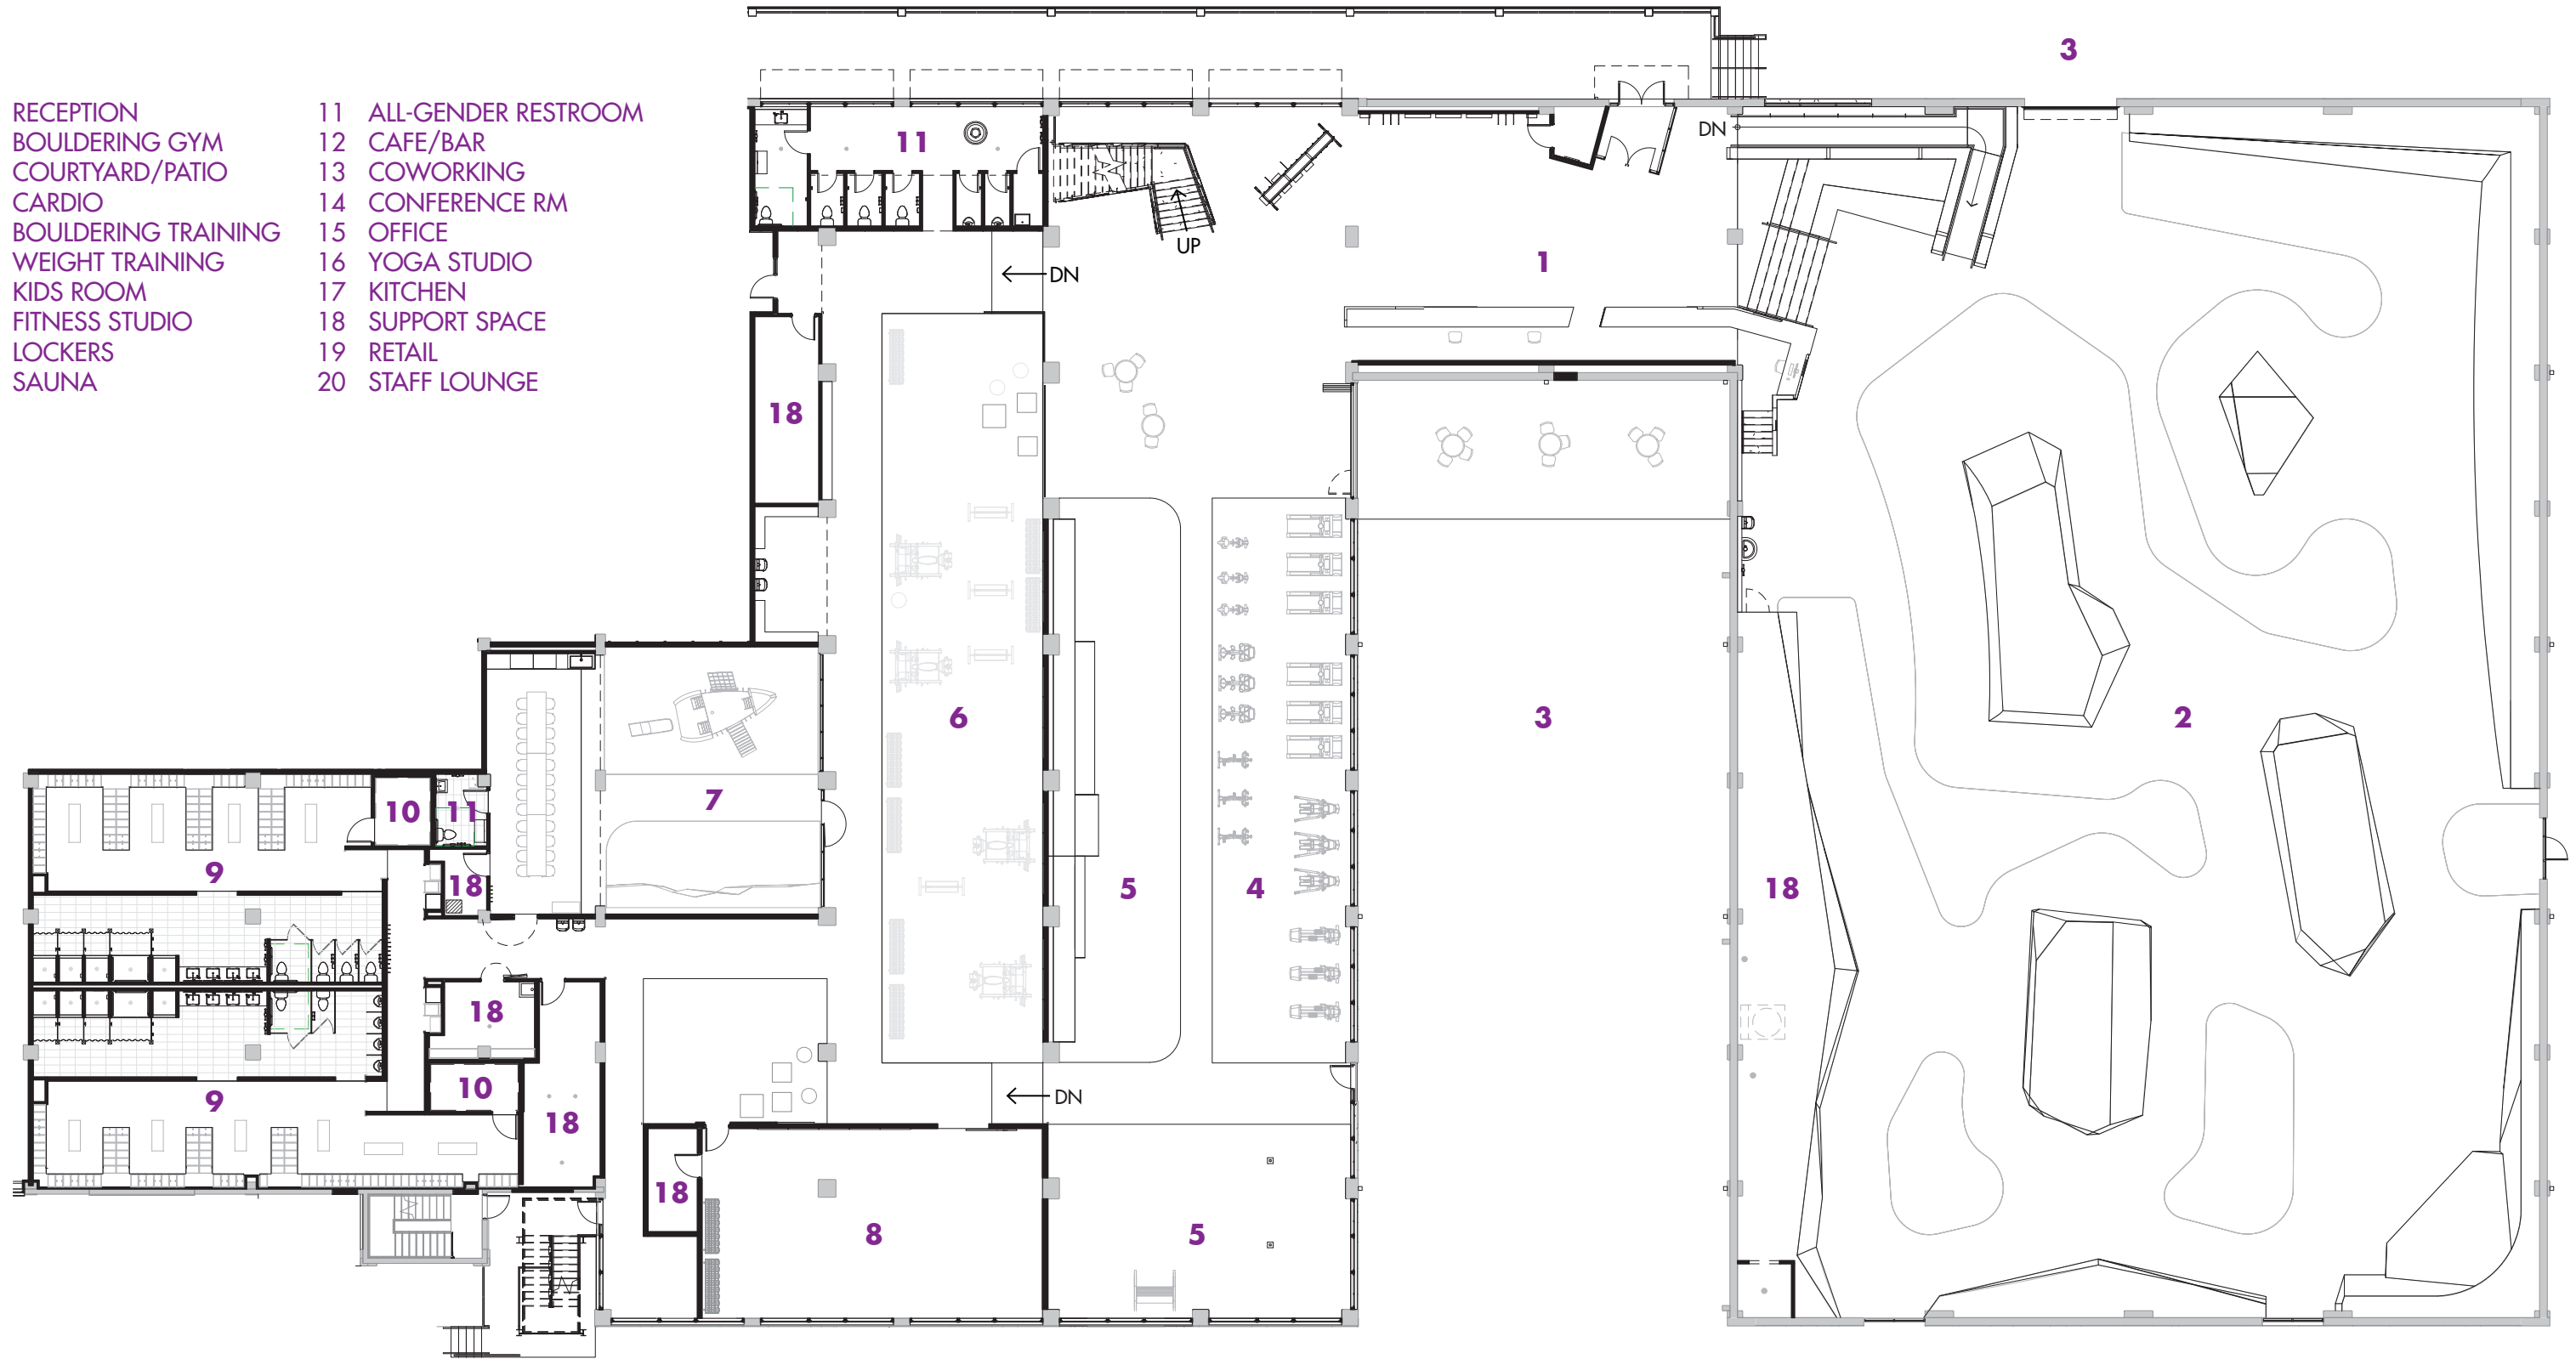 RECEPTION
BOULDERING GYM
COURTYARD/PATIO
CARDIO
BOULDERING TRAINING
WEIGHT TRAINING
KIDS ROOM
FITNESS STUDIO
LOCKERS
SAUNA
11 ALL-GENDER RESTROOM
12 CAFE/BAR
13 COWORKING
14 CONFERENCE RM
15 OFFICE
16 YOGA STUDIO
17 KITCHEN
18 SUPPORT SPACE
19 RETAIL
20 STAFF LOUNGE
3
11
DN
UP
1
DN
18
6
3
2
7
10
11
9
18
5
4
18
18
10
9
18
DN
18
8
5